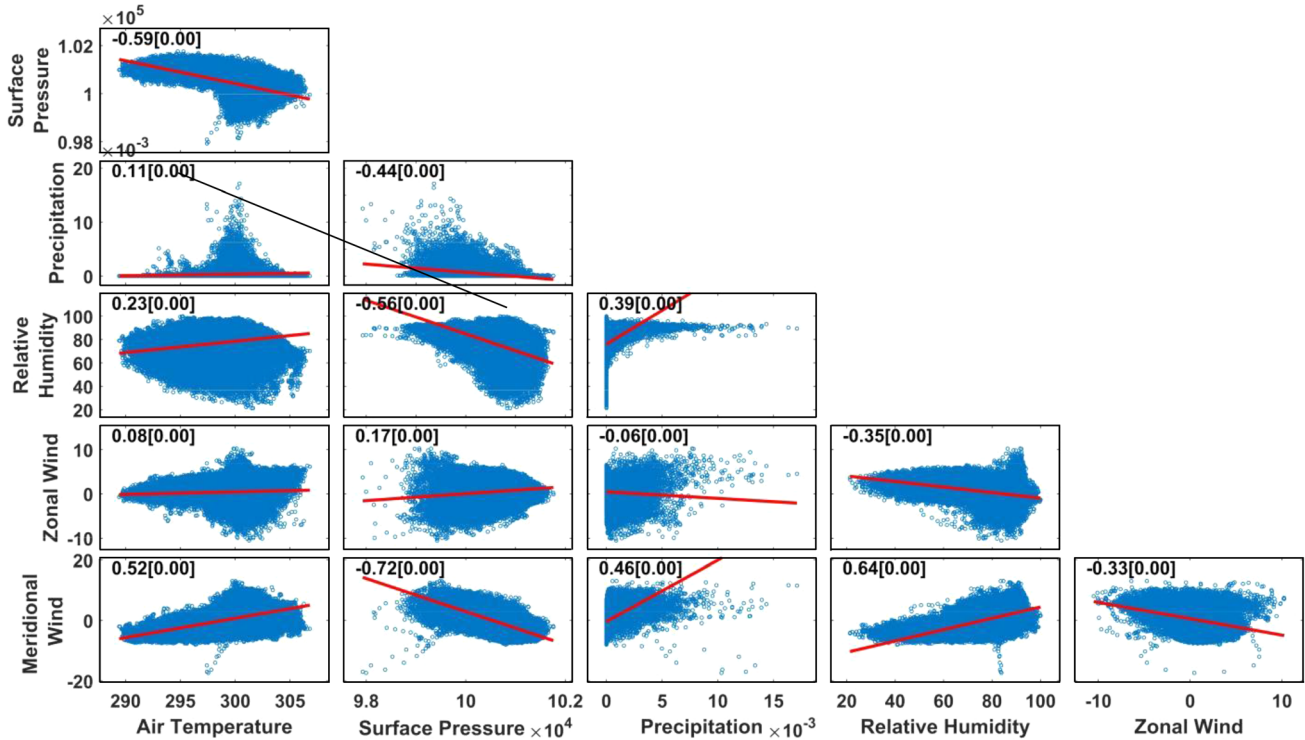 ×10⁵
1.02
1
0.98
Surface
Pressure
-0.59[0.00]
×10⁻³
20
10
0
Precipitation
0.11[0.00]
-0.44[0.00]
100
80
60
40
20
Relative
Humidity
0.23[0.00]
-0.56[0.00]
0.39[0.00]
10
0
-10
Zonal Wind
0.08[0.00]
0.17[0.00]
-0.06[0.00]
-0.35[0.00]
20
0
-20
Meridional
Wind
0.52[0.00]
-0.72[0.00]
0.46[0.00]
0.64[0.00]
-0.33[0.00]
290 295 300 305
9.8 10 10.2
0 5 10 15
20 40 60 80 100
-10 0 10
Air Temperature
Surface Pressure ×10⁴
Precipitation ×10⁻³
Relative Humidity
Zonal Wind